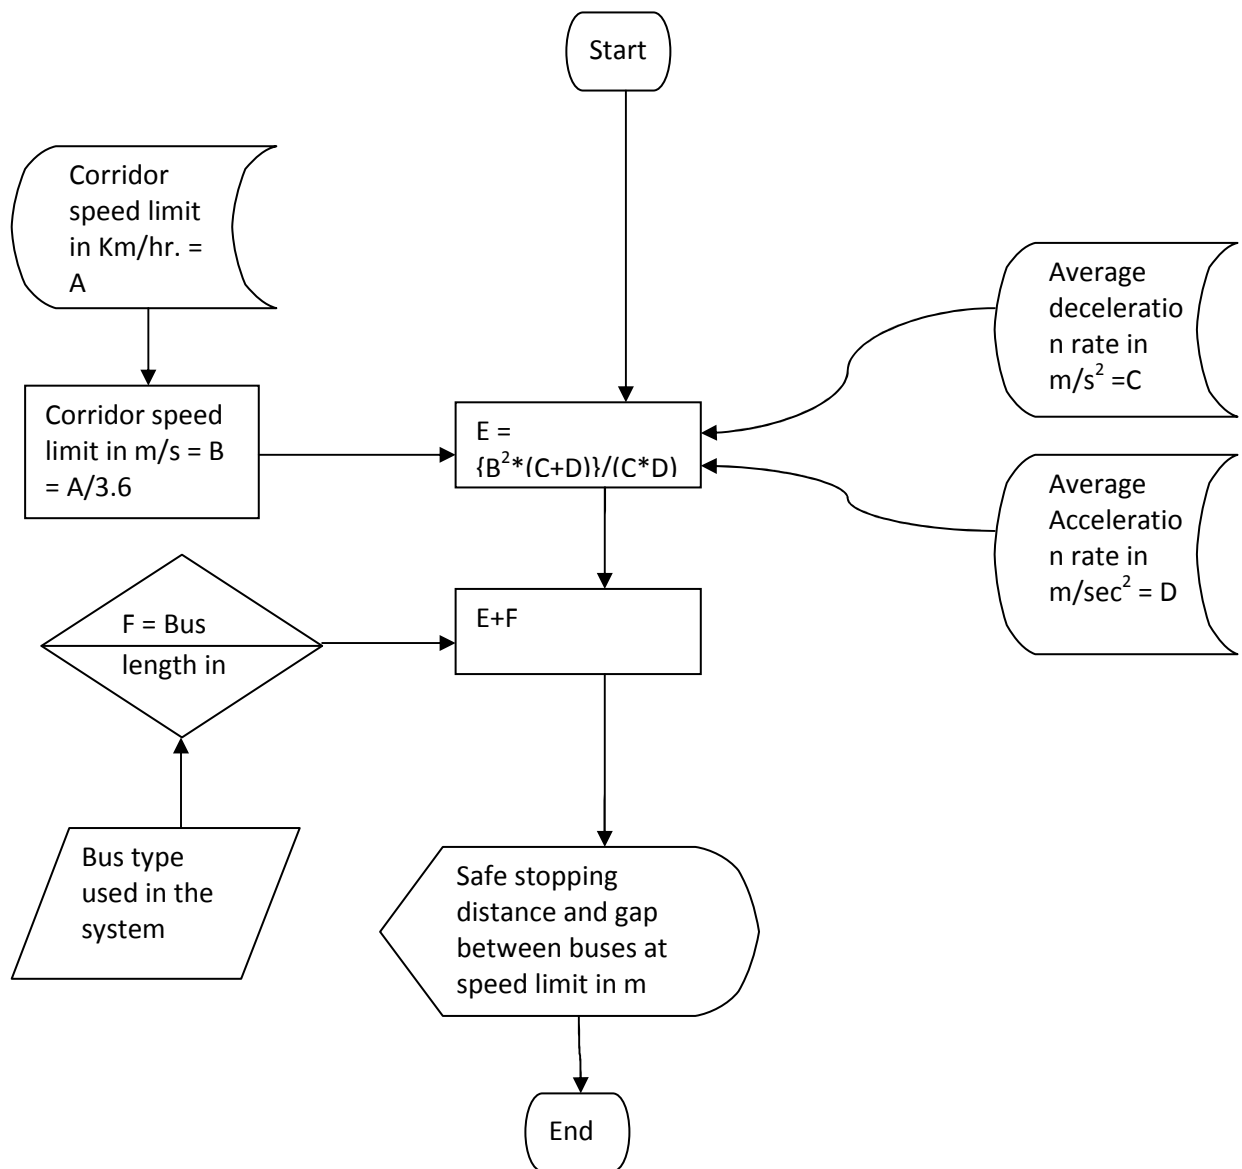 Start
Corridor
speed limit
in Km/hr. =
A
Average
deceleratio
n rate in
m/s² =C
Corridor speed
limit in m/s = B
= A/3.6
E =
{B²*(C+D)}/(C*D)
Average
Acceleratio
n rate in
m/sec² = D
F = Bus
length in
E+F
Bus type
used in the
system
Safe stopping
distance and gap
between buses at
speed limit in m
End